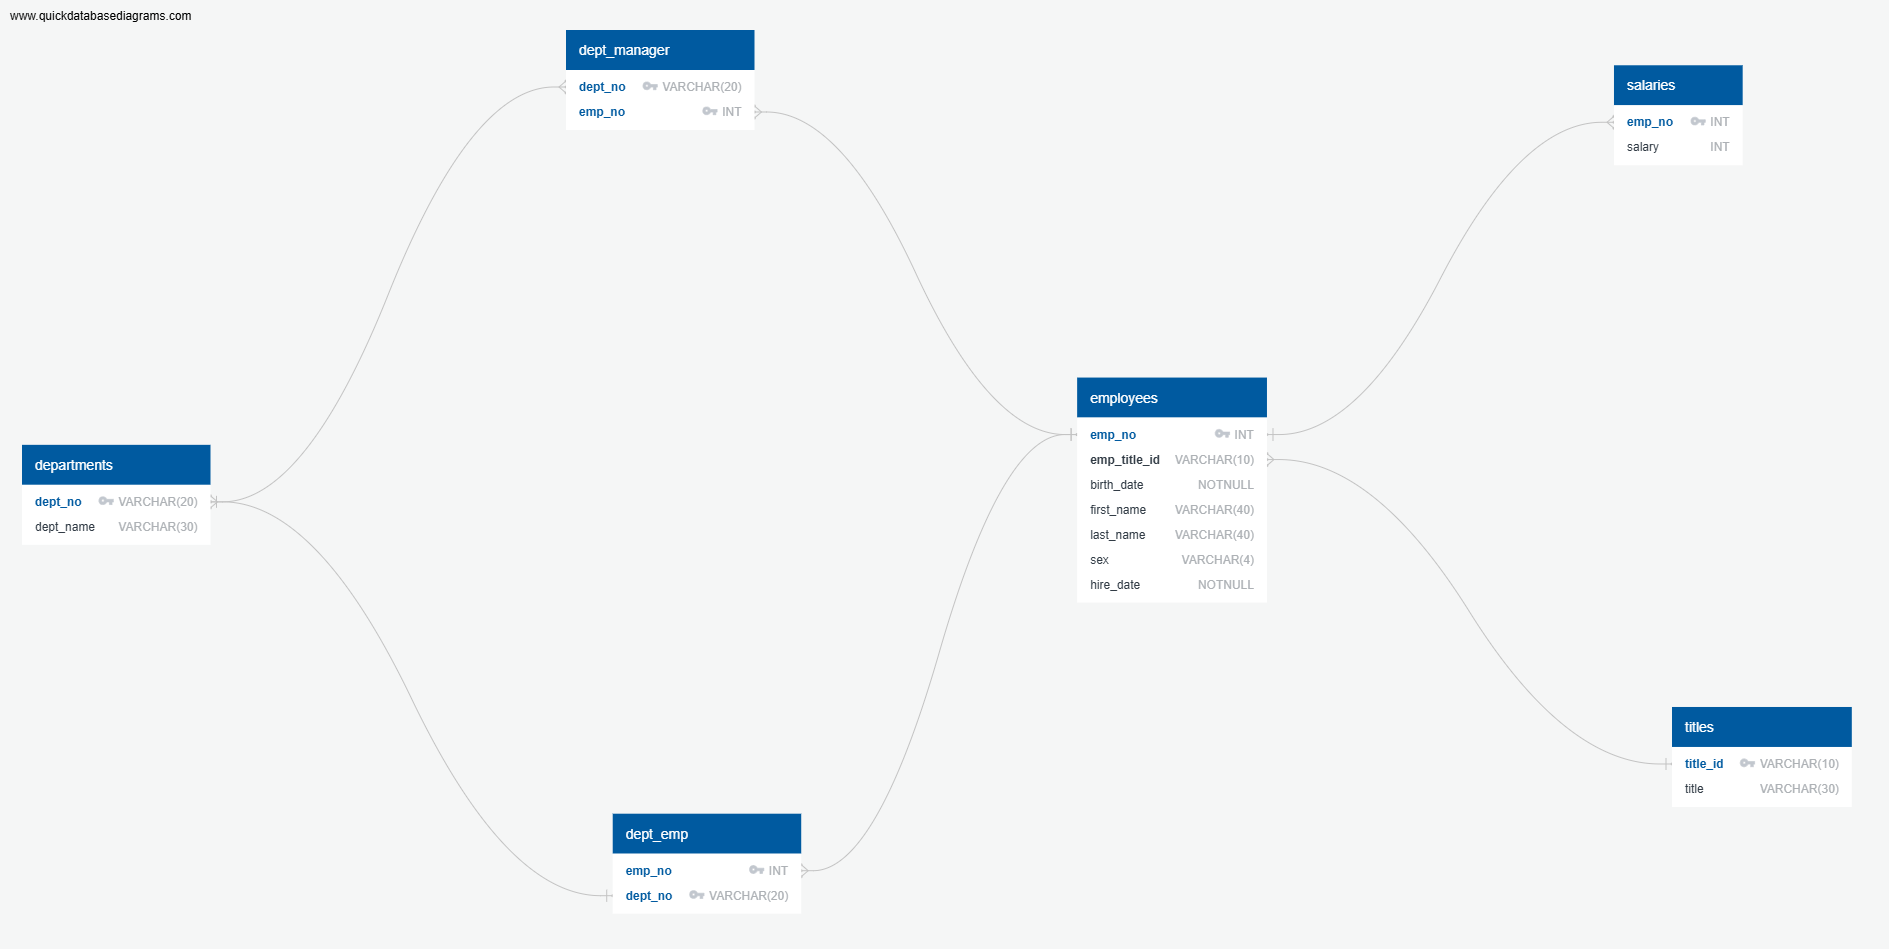 www.quickdatabasediagrams.com
dept_manager
dept_no VARCHAR(20)
emp_no INT
salaries
emp_no INT
salary INT
employees
emp_no INT
emp_title_id VARCHAR(10)
birth_date NOTNULL
first_name VARCHAR(40)
last_name VARCHAR(40)
sex VARCHAR(4)
hire_date NOTNULL
departments
dept_no VARCHAR(20)
dept_name VARCHAR(30)
titles
title_id VARCHAR(10)
title VARCHAR(30)
dept_emp
emp_no INT
dept_no VARCHAR(20)